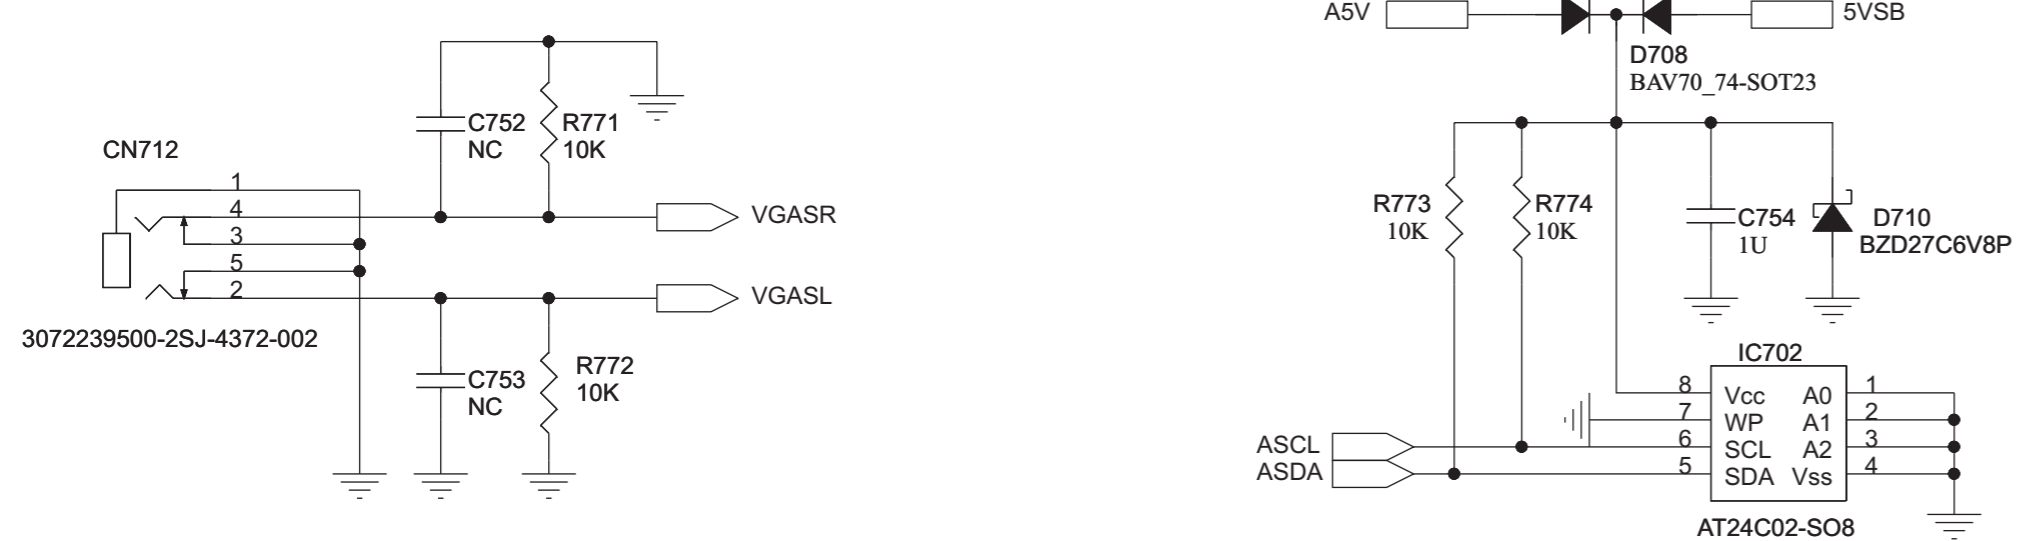 A5V
5VSB
D708
BAV70_74-SOT23
C752
NC
R771
10K
CN712
1
4
3
5
2
VGASR
VGASL
3072239500-2SJ-4372-002
C753
NC
R772
10K
R773
10K
R774
10K
C754
1U
D710
BZD27C6V8P
IC702
8 Vcc A0 1
7 WP A1 2
ASCL 6 SCL A2 3
ASDA 5 SDA Vss 4
AT24C02-SO8